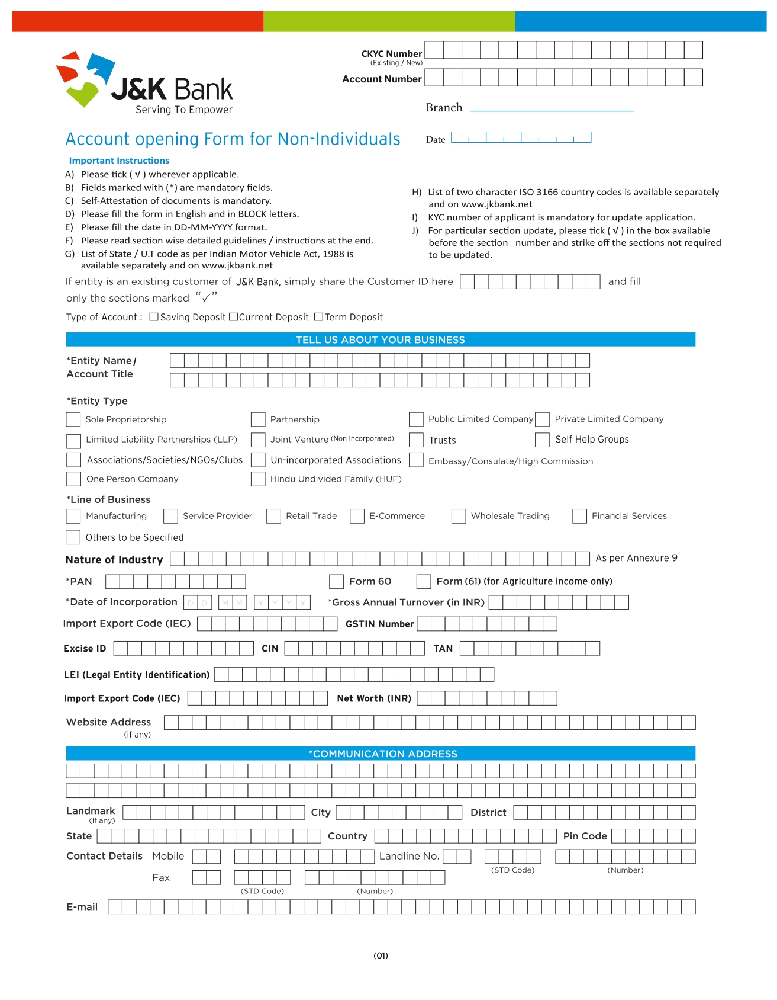 CKYC Number
(Existing / New)
Account Number
J&K Bank
Serving To Empower
Branch
Account opening Form for Non-Individuals
Date
Important Instructions
A) Please tick ( √ ) wherever applicable.
B) Fields marked with (*) are mandatory fields.
C) Self-Attestation of documents is mandatory.
D) Please fill the form in English and in BLOCK letters.
E) Please fill the date in DD-MM-YYYY format.
F) Please read section wise detailed guidelines / instructions at the end.
G) List of State / U.T code as per Indian Motor Vehicle Act, 1988 is
available separately and on www.jkbank.net
H) List of two character ISO 3166 country codes is available separately
and on www.jkbank.net
I) KYC number of applicant is mandatory for update application.
J) For particular section update, please tick ( √ ) in the box available
before the section number and strike off the sections not required
to be updated.
If entity is an existing customer of J&K Bank, simply share the Customer ID here and fill
only the sections marked “✓”
Type of Account : Saving Deposit Current Deposit Term Deposit
TELL US ABOUT YOUR BUSINESS
*Entity Name/
Account Title
*Entity Type
Sole Proprietorship Partnership Public Limited Company Private Limited Company
Limited Liability Partnerships (LLP) Joint Venture (Non Incorporated) Trusts Self Help Groups
Associations/Societies/NGOs/Clubs Un-incorporated Associations Embassy/Consulate/High Commission
One Person Company Hindu Undivided Family (HUF)
*Line of Business
Manufacturing Service Provider Retail Trade E-Commerce Wholesale Trading Financial Services
Others to be Specified
Nature of Industry As per Annexure 9
*PAN Form 60 Form (61) (for Agriculture income only)
*Date of Incorporation D D M M Y Y Y Y *Gross Annual Turnover (in INR)
Import Export Code (IEC) GSTIN Number
Excise ID CIN TAN
LEI (Legal Entity Identification)
Import Export Code (IEC) Net Worth (INR)
Website Address
(if any)
*COMMUNICATION ADDRESS
Landmark City District
(If any)
State Country Pin Code
Contact Details Mobile Landline No.
(STD Code) (Number)
Fax
(STD Code) (Number)
E-mail
(01)